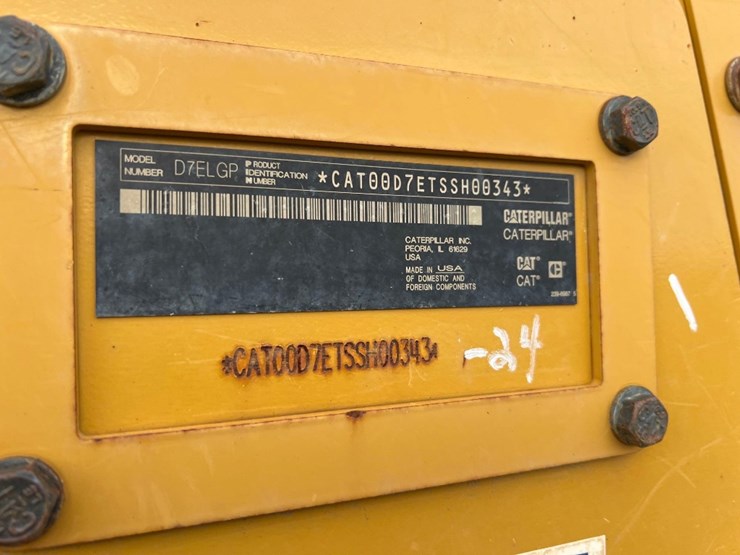 MODEL NUMBER D7ELGP PRODUCT IDENTIFICATION NUMBER *CAT00D7ETSSH00343*
CATERPILLAR®
CATERPILLAR®
CATERPILLAR INC.
PEORIA, IL 61629
USA
MADE IN USA
OF DOMESTIC AND
FOREIGN COMPONENTS
CAT®
CAT®
*CAT00D7ETSSH00343*
-24